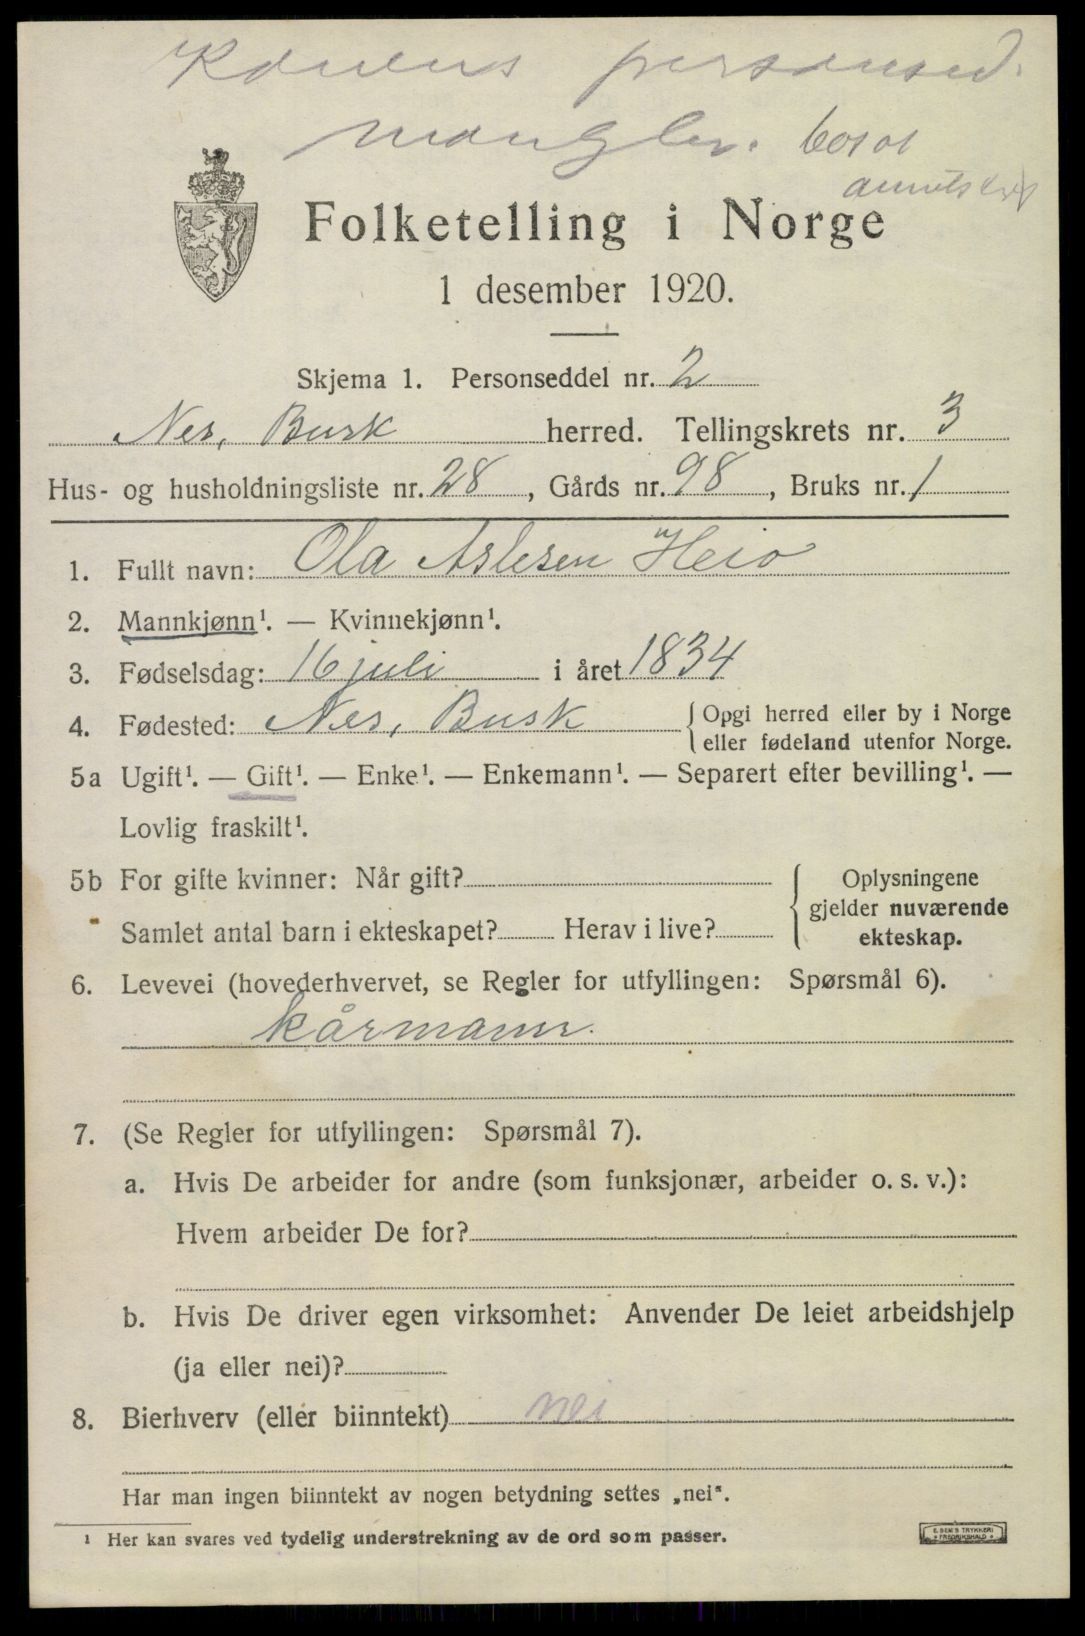 Konens personsed.
mangler. bosat
Folketelling i Norge
1 desember 1920.
Skjema 1. Personseddel nr. 2
Nes, Busk herred. Tellingskrets nr. 3
Hus- og husholdningsliste nr. 28, Gårds nr. 98, Bruks nr. 1
1. Fullt navn: Ola Aslesen Heio
2. Mannkjønn¹. — Kvinnekjønn¹.
3. Fødselsdag: 16 juli i året 1834
4. Fødested: Nes, Busk { Opgi herred eller by i Norge
eller fødeland utenfor Norge.
5a Ugift¹. — Gift¹. — Enke¹. — Enkemann¹. — Separert efter bevilling¹. —
Lovlig fraskilt¹.
5b For gifte kvinner: Når gift?
Samlet antal barn i ekteskapet? Herav i live?
{ Oplysningene
gjelder nuværende
ekteskap.
6. Levevei (hovederhvervet, se Regler for utfyllingen: Spørsmål 6).
kårmann.
7. (Se Regler for utfyllingen: Spørsmål 7).
a. Hvis De arbeider for andre (som funksjonær, arbeider o. s. v.):
Hvem arbeider De for?
b. Hvis De driver egen virksomhet: Anvender De leiet arbeidshjelp
(ja eller nei)?
8. Bierhverv (eller biinntekt) nei
Har man ingen biinntekt av nogen betydning settes „nei“.
¹ Her kan svares ved tydelig understrekning av de ord som passer.
E. SEM'S TRYKKERI
FREDRIKSHALD